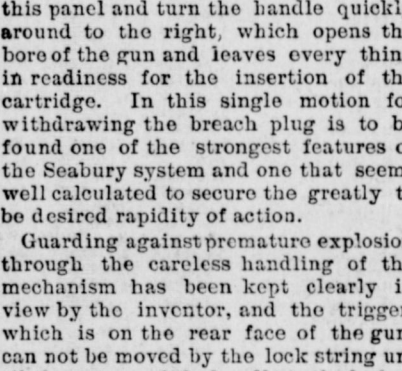 this panel and turn the handle quickl
around to the right, which opens th
bore of the gun and leaves every thin
in readiness for the insertion of th
cartridge. In this single motion fo
withdrawing the breach plug is to b
found one of the strongest features o
the Seabury system and one that seem
well calculated to secure the greatly t
be desired rapidity of action.
Guarding against premature explosio
through the careless handling of th
mechanism has been kept clearly i
view by the inventor, and the trigge
which is on the rear face of the gun
can not be moved by the lock string un